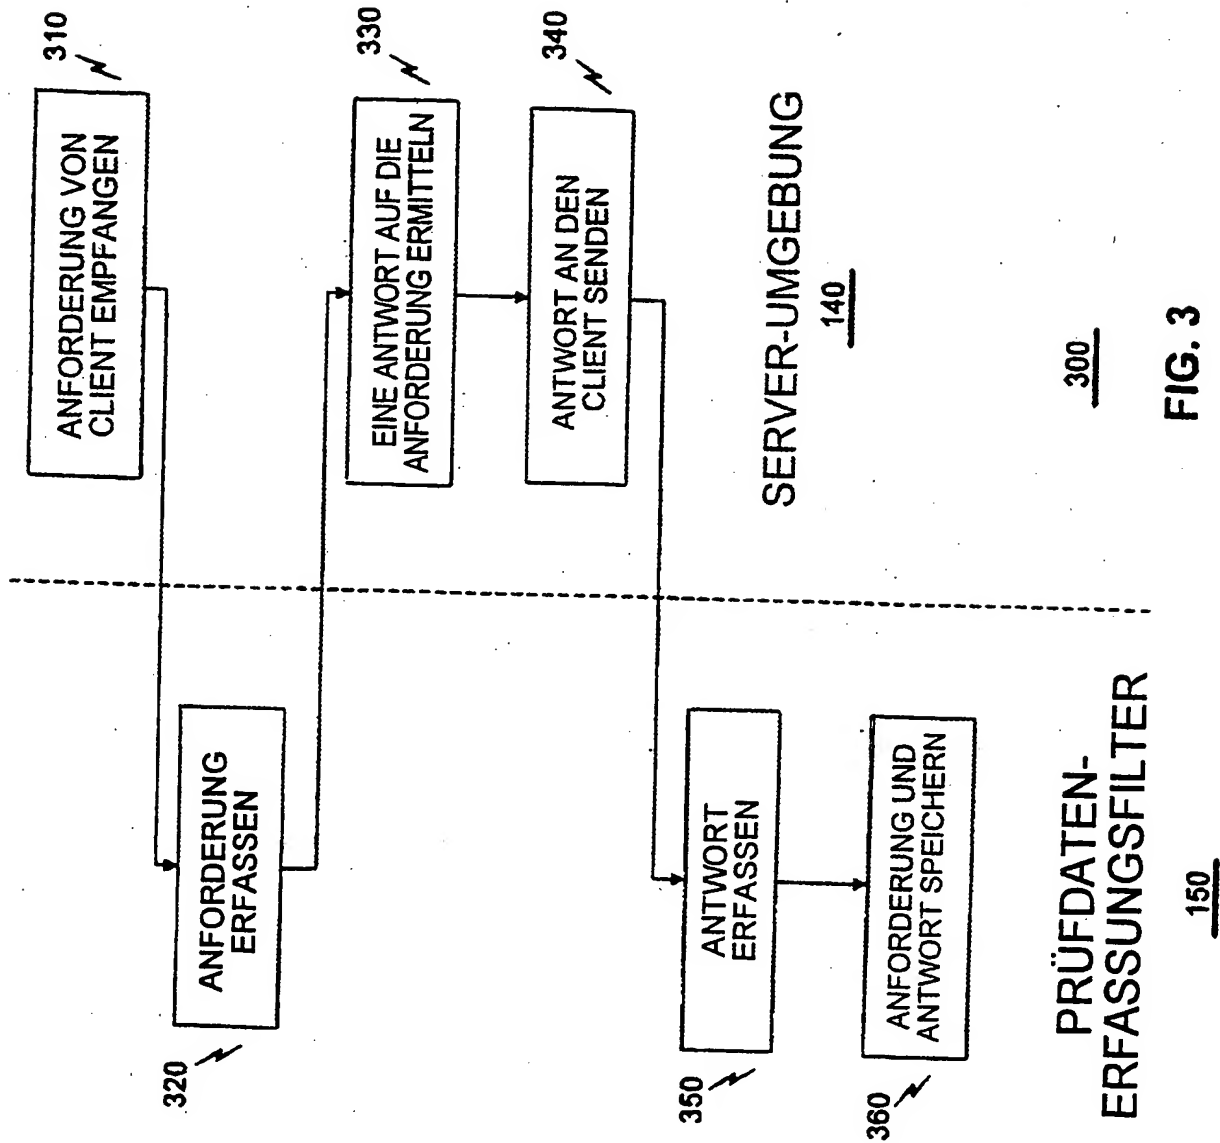 310
ANFORDERUNG VON
CLIENT EMPFANGEN
320
ANFORDERUNG
ERFASSEN
330
EINE ANTWORT AUF DIE
ANFORDERUNG ERMITTELN
340
ANTWORT AN DEN
CLIENT SENDEN
350
ANTWORT
ERFASSEN
360
ANFORDERUNG UND
ANTWORT SPEICHERN
SERVER-UMGEBUNG
140
PRÜFDATEN-
ERFASSUNGSFILTER
150
300
FIG. 3